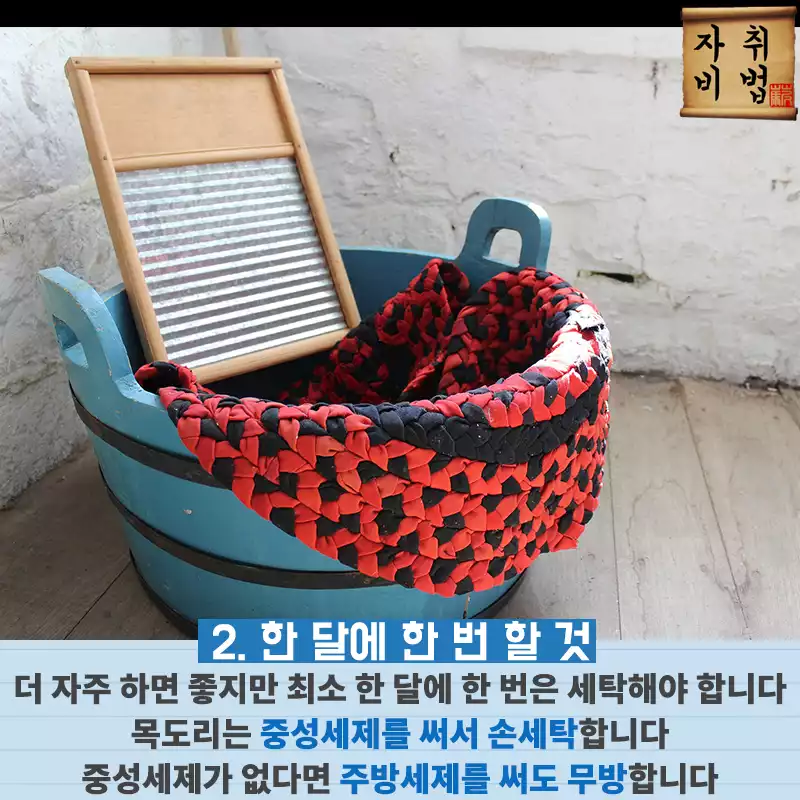 자취
비법
2. 한 달에 한 번 할 것
더 자주 하면 좋지만 최소 한 달에 한 번은 세탁해야 합니다
목도리는 중성세제를 써서 손세탁합니다
중성세제가 없다면 주방세제를 써도 무방합니다